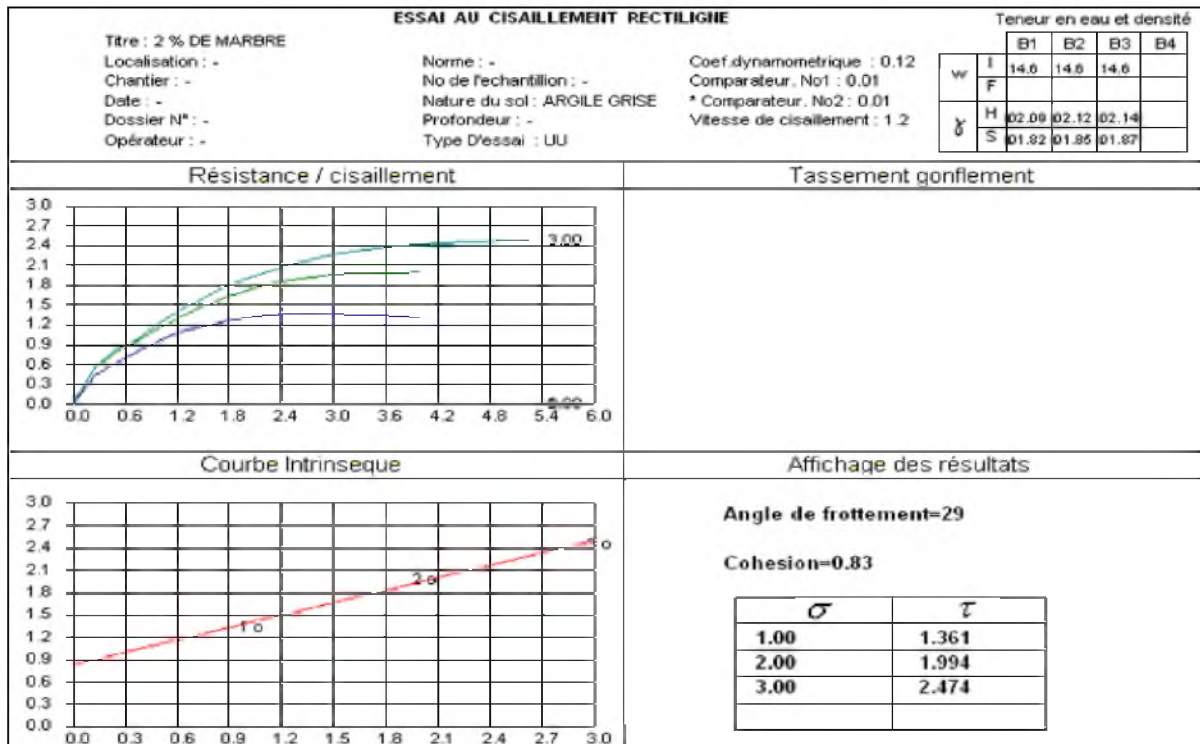 ESSAI AU CISAILLEMENT RECTILIGNE
Titre : 2 % DE MARBRE
Localisation : -
Chantier : -
Date : -
Dossier N° : -
Opérateur : -
Norme : -
No de l'echantillion : -
Nature du sol : ARGILE GRISE
Profondeur : -
Type D'essai : UU
Coef.dynamometrique : 0.12
Comparateur. No1 : 0.01
* Comparateur. No2 : 0.01
Vitesse de cisaillement : 1.2
Teneur en eau et densité
B1 B2 B3 B4
w I 14.6 14.6 14.6
F
γ H 02.09 02.12 02.14
S 01.82 01.85 01.87
Résistance / cisaillement
3.0
2.7
2.4
2.1
1.8
1.5
1.2
0.9
0.6
0.3
0.0
3.00
0.0 0.6 1.2 1.8 2.4 3.0 3.6 4.2 4.8 5.4 6.0
Tassement gonflement
Courbe Intrinseque
3.0
2.7
2.4
2.1
1.8
1.5
1.2
0.9
0.6
0.3
0.0
1 o
2 o
o
0.0 0.3 0.6 0.9 1.2 1.5 1.8 2.1 2.4 2.7 3.0
Affichage des résultats
Angle de frottement=29
Cohesion=0.83
σ τ
1.00 1.361
2.00 1.994
3.00 2.474